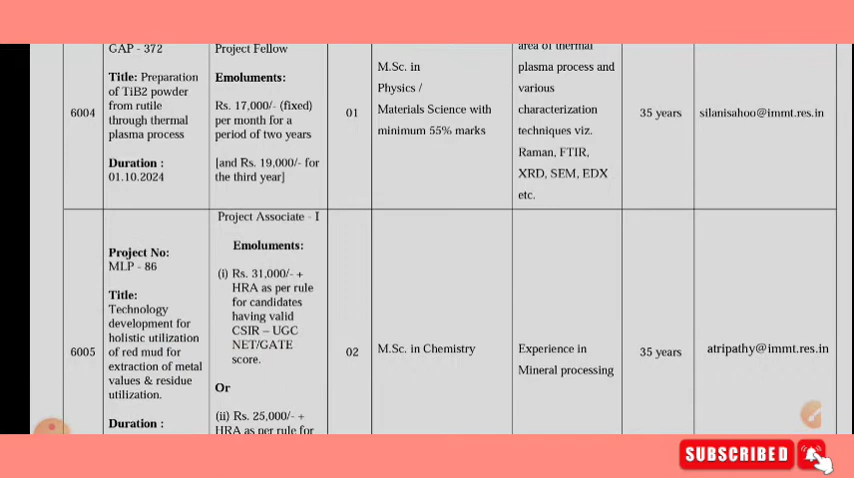 GAP - 372
Title: Preparation
of TiB2 powder
from rutile
through thermal
plasma process
Duration :
01.10.2024
6004
Project Fellow
Emoluments:
Rs. 17,000/- (fixed)
per month for a
period of two years
[and Rs. 19,000/- for
the third year]
01
M.Sc. in
Physics /
Materials Science with
minimum 55% marks
area of thermal
plasma process and
various
characterization
techniques viz.
Raman, FTIR,
XRD, SEM, EDX
etc.
35 years
silanisahoo@immt.res.in
6005
Project No:
MLP - 86
Title:
Technology
development for
holistic utilization
of red mud for
extraction of metal
values & residue
utilization.
Duration :
Project Associate - I
Emoluments:
(i) Rs. 31,000/- +
HRA as per rule
for candidates
having valid
CSIR – UGC
NET/GATE
score.
Or
(ii) Rs. 25,000/- +
HRA as per rule for
02
M.Sc. in Chemistry
Experience in
Mineral processing
35 years
atripathy@immt.res.in
SUBSCRIBED